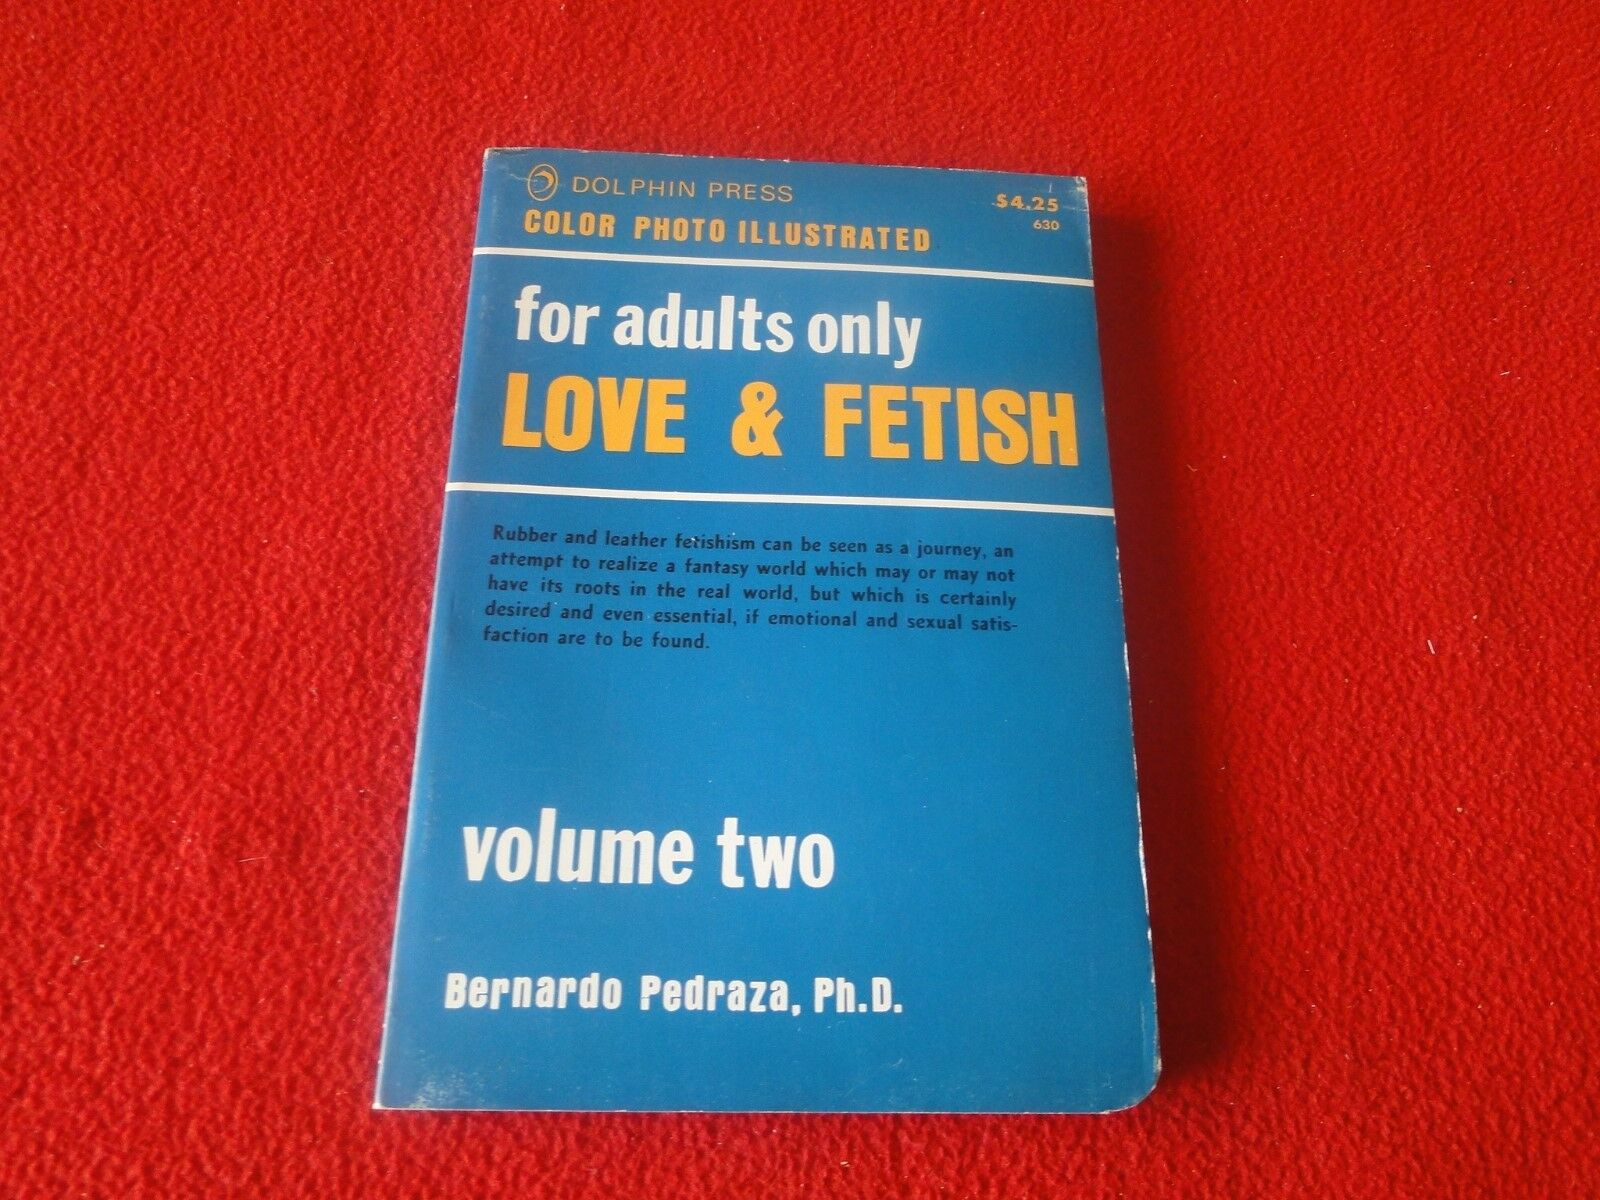 DOLPHIN PRESS
$4.25
630
COLOR PHOTO ILLUSTRATED
for adults only
LOVE & FETISH
Rubber and leather fetishism can be seen as a journey, an
attempt to realize a fantasy world which may or may not
have its roots in the real world, but which is certainly
desired and even essential, if emotional and sexual satis-
faction are to be found.
volume two
Bernardo Pedraza, Ph.D.